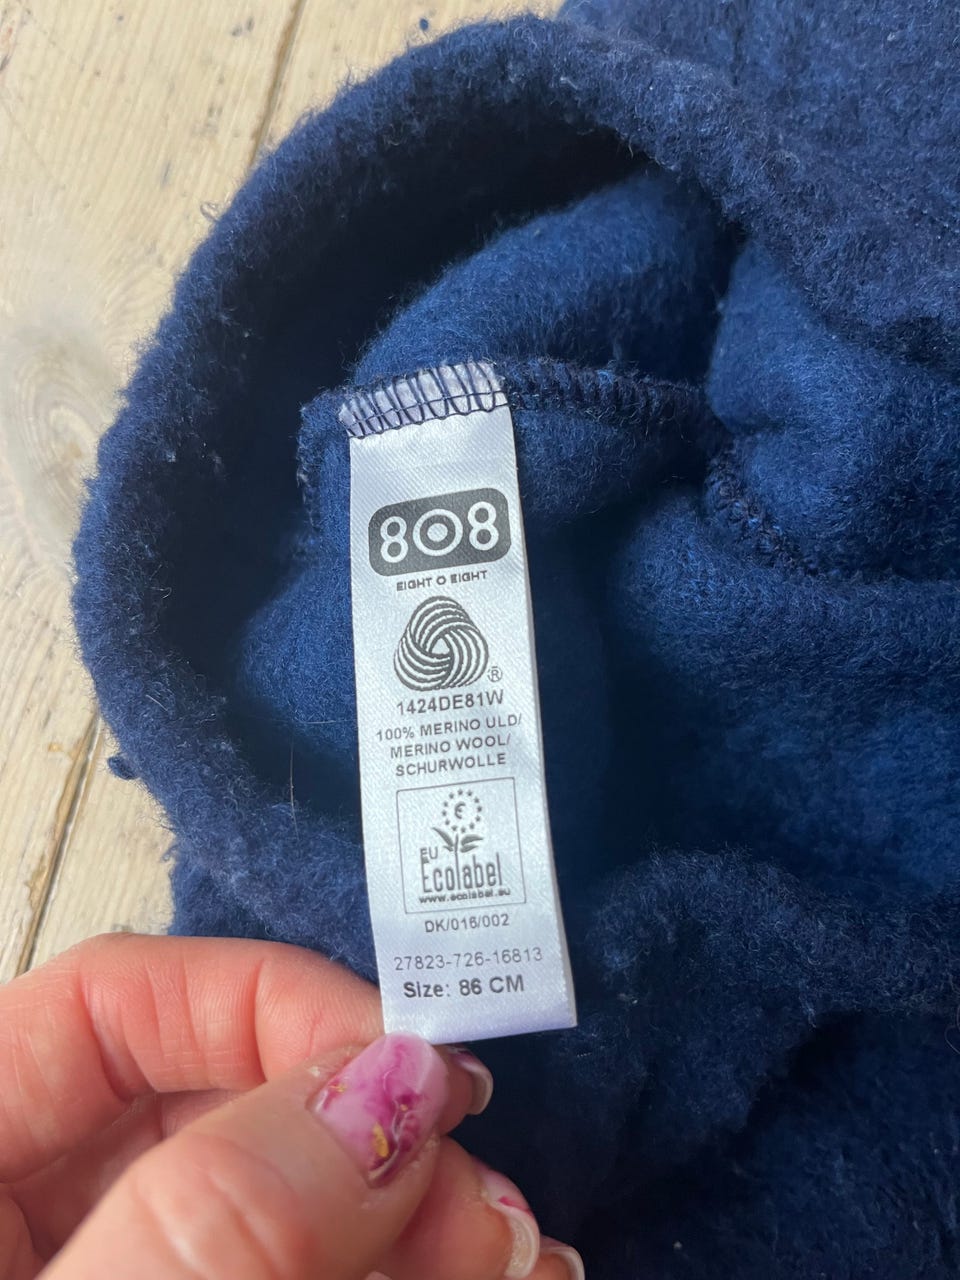 808
EIGHT O EIGHT
®
1424DE81W
100% MERINO ULD/
MERINO WOOL/
SCHURWOLLE
€
EU
Ecolabel
www.ecolabel.eu
DK/016/002
27823-726-16813
Size: 86 CM